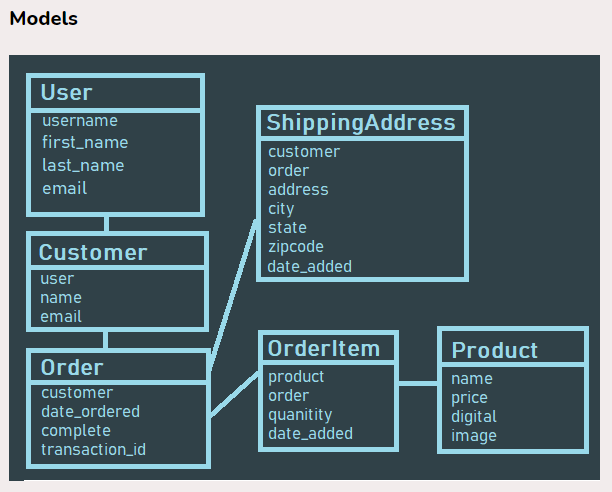 Models
User
username
first_name
last_name
email
Customer
user
name
email
Order
customer
date_ordered
complete
transaction_id
ShippingAddress
customer
order
address
city
state
zipcode
date_added
OrderItem
product
order
quanitity
date_added
Product
name
price
digital
image